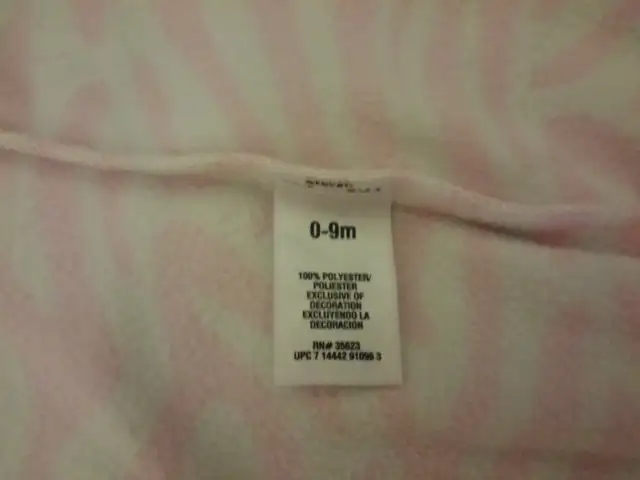 0-9m
100% POLYESTER/
POLIESTER
EXCLUSIVE OF
DECORATION
EXCLUYENDO LA
DECORACION
RN# 35623
UPC 7 14442 91096 3